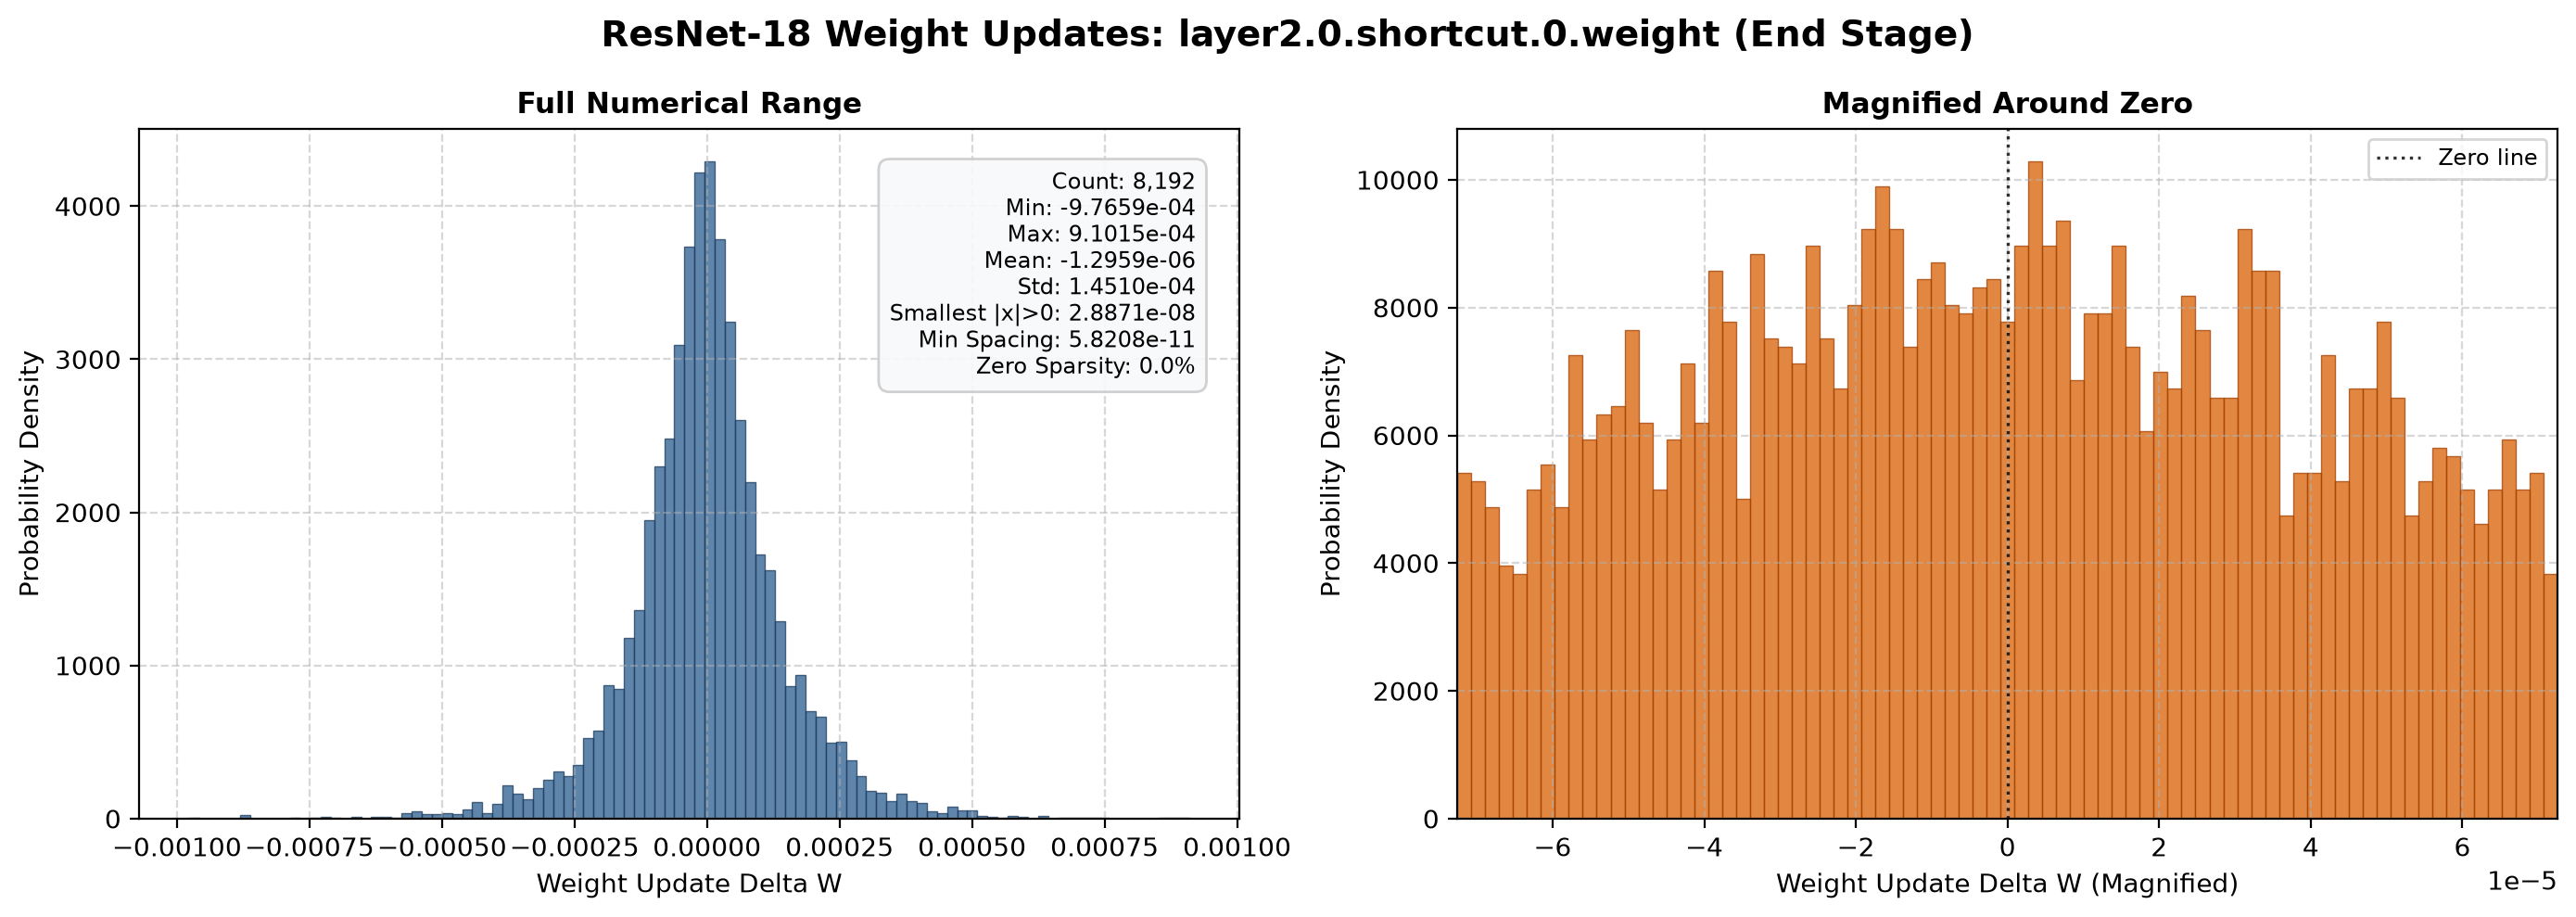 ResNet-18 Weight Updates: layer2.0.shortcut.0.weight (End Stage)
Full Numerical Range
Probability Density
4000
3000
2000
1000
0
Count: 8,192
Min: -9.7659e-04
Max: 9.1015e-04
Mean: -1.2959e-06
Std: 1.4510e-04
Smallest |x|>0: 2.8871e-08
Min Spacing: 5.8208e-11
Zero Sparsity: 0.0%
−0.00100 −0.00075 −0.00050 −0.00025 0.00000 0.00025 0.00050 0.00075 0.00100
Weight Update Delta W
Magnified Around Zero
Probability Density
10000
8000
6000
4000
2000
0
Zero line
−6 −4 −2 0 2 4 6
1e−5
Weight Update Delta W (Magnified)